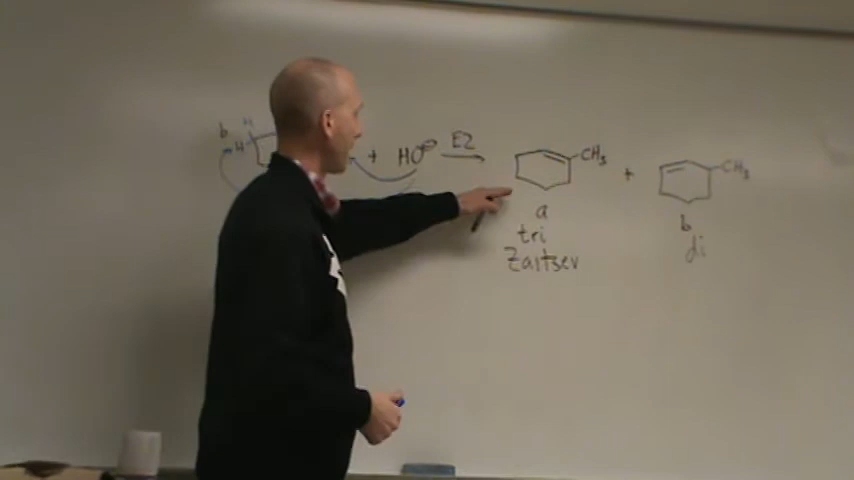 b H
H + HO⊖ E2 CH3 + CH3
a b
tri di
Zaitsev